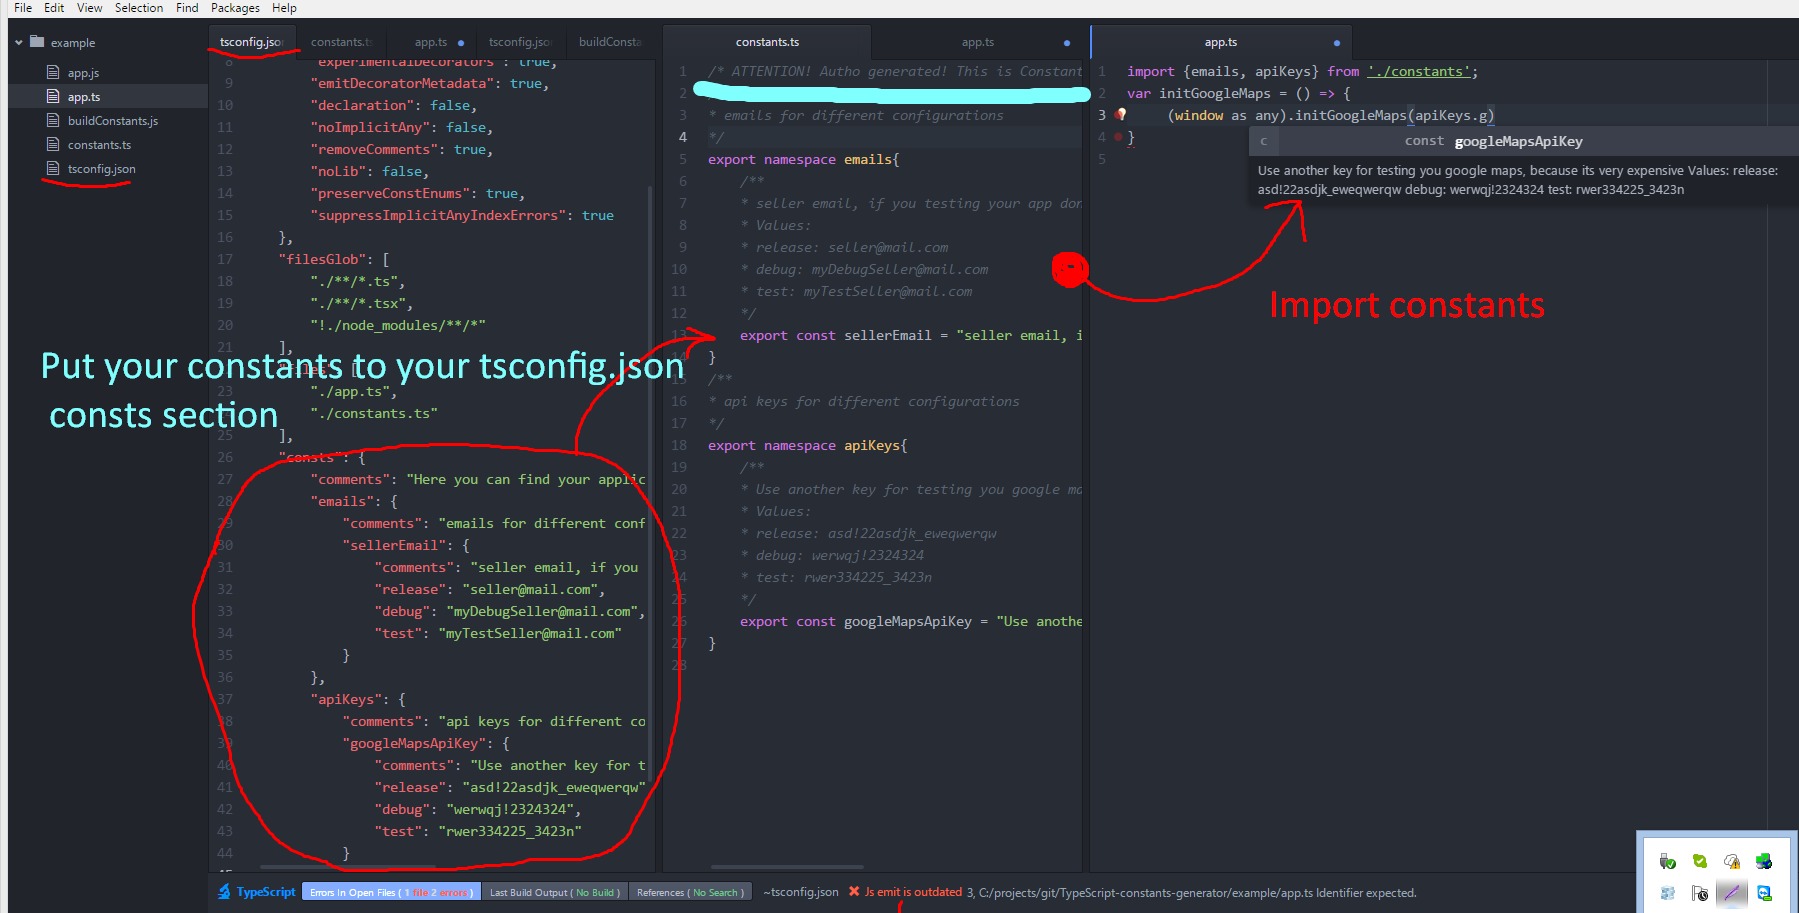 File Edit View Selection Find Packages Help
example
app.js
app.ts
buildConstants.js
constants.ts
tsconfig.json
tsconfig.jso constants.t app.ts tsconfig.jso buildConsta
8 "experimentalDecorators": true,
9 "emitDecoratorMetadata": true,
10 "declaration": false,
11 "noImplicitAny": false,
12 "removeComments": true,
13 "noLib": false,
14 "preserveConstEnums": true,
15 "suppressImplicitAnyIndexErrors": true
16 },
17 "filesGlob": [
18 "./**/*.ts",
19 "./**/*.tsx",
20 "!./node_modules/**/*"
21 ],
"files": [
23 "./app.ts",
"./constants.ts"
25 ],
26 "consts": {
27 "comments": "Here you can find your applic
28 "emails": {
29 "comments": "emails for different conf
30 "sellerEmail": {
31 "comments": "seller email, if you
32 "release": "seller@mail.com",
33 "debug": "myDebugSeller@mail.com",
34 "test": "myTestSeller@mail.com"
35 }
36 },
37 "apiKeys": {
38 "comments": "api keys for different co
39 "googleMapsApiKey": {
40 "comments": "Use another key for t
41 "release": "asd!22asdjk_eweqwerqw"
42 "debug": "werwqj!2324324",
43 "test": "rwer334225_3423n"
44 }
Put your constants to your tsconfig.json
consts section
constants.ts app.ts
1 /* ATTENTION! Autho generated! This is Constant
2
3 * emails for different configurations
4 */
5 export namespace emails{
6 /**
7 * seller email, if you testing your app don
8 * Values:
9 * release: seller@mail.com
10 * debug: myDebugSeller@mail.com
11 * test: myTestSeller@mail.com
12 */
13 export const sellerEmail = "seller email, i
14 }
15 /**
16 * api keys for different configurations
17 */
18 export namespace apiKeys{
19 /**
20 * Use another key for testing you google ma
21 * Values:
22 * release: asd!22asdjk_eweqwerqw
23 * debug: werwqj!2324324
24 * test: rwer334225_3423n
25 */
26 export const googleMapsApiKey = "Use anothe
27 }
28
app.ts
1 import {emails, apiKeys} from './constants';
2 var initGoogleMaps = () => {
3 (window as any).initGoogleMaps(apiKeys.g)
4 }
5
c const googleMapsApiKey
Use another key for testing you google maps, because its very expensive Values: release:
asd!22asdjk_eweqwerqw debug: werwqj!2324324 test: rwer334225_3423n
Import constants
TypeScript Errors In Open Files ( 1 file 2 errors ) Last Build Output ( No Build ) References ( No Search ) ~tsconfig.json Js emit is outdated 3, C:/projects/git/TypeScript-constants-generator/example/app.ts Identifier expected.